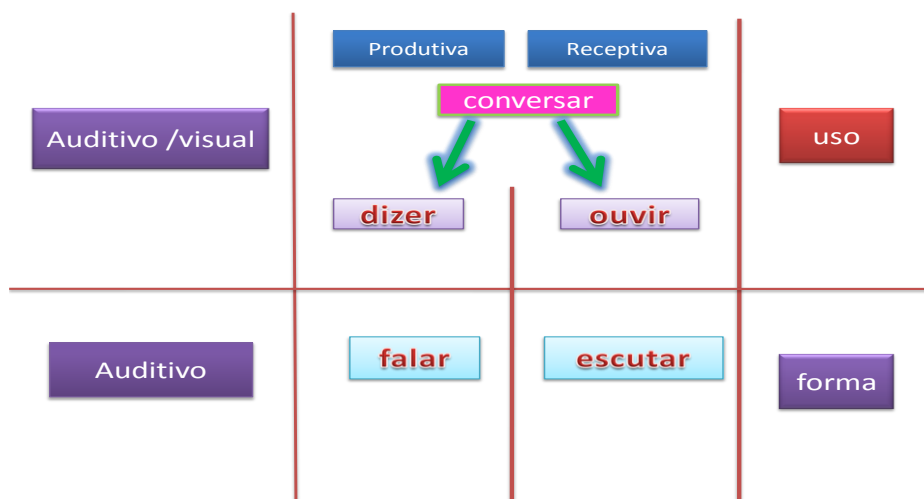 Produtiva
Receptiva
conversar
Auditivo /visual
uso
dizer
ouvir
Auditivo
falar
escutar
forma